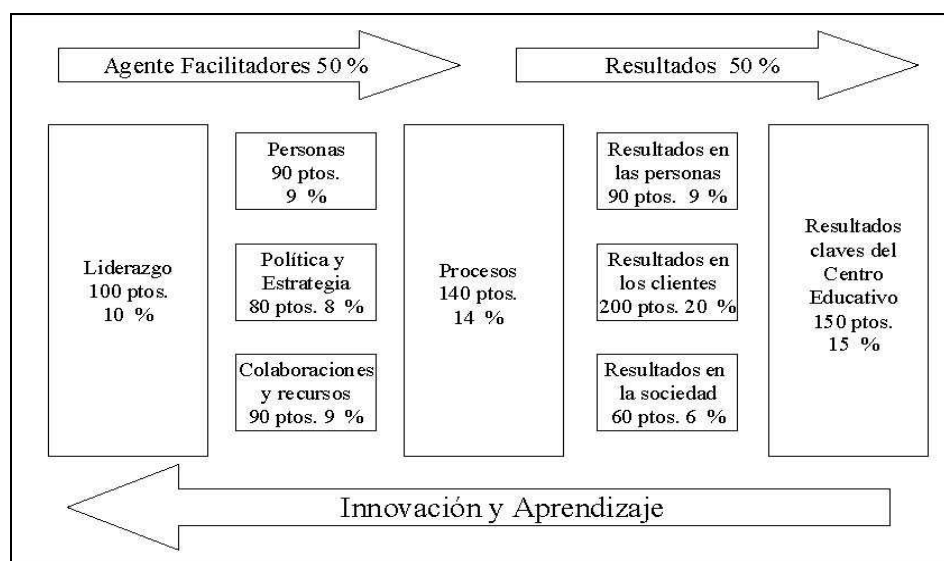 Agente Facilitadores 50 %
Resultados 50 %
Liderazgo
100 ptos.
10 %
Personas
90 ptos.
9 %
Política y
Estrategia
80 ptos. 8 %
Colaboraciones
y recursos
90 ptos. 9 %
Procesos
140 ptos.
14 %
Resultados en
las personas
90 ptos. 9 %
Resultados en
los clientes
200 ptos. 20 %
Resultados en
la sociedad
60 ptos. 6 %
Resultados
claves del
Centro
Educativo
150 ptos.
15 %
Innovación y Aprendizaje